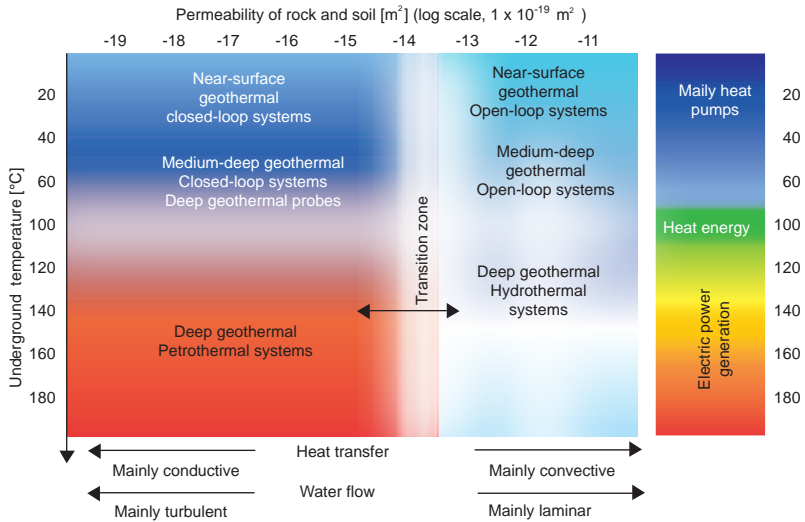 Permeability of rock and soil [m²] (log scale, 1 x 10⁻¹⁹ m²)
-19 -18 -17 -16 -15 -14 -13 -12 -11
Underground temperature [°C]
20
40
60
80
100
120
140
160
180
Near-surface
geothermal
closed-loop systems
Medium-deep geothermal
Closed-loop systems
Deep geothermal probes
Deep geothermal
Petrothermal systems
Transition zone
Near-surface
geothermal
Open-loop systems
Medium-deep
geothermal
Open-loop systems
Deep geothermal
Hydrothermal
systems
Maily heat
pumps
Heat energy
Electric power
generation
20
40
60
80
100
120
140
160
180
Heat transfer
Mainly conductive
Mainly convective
Water flow
Mainly turbulent
Mainly laminar